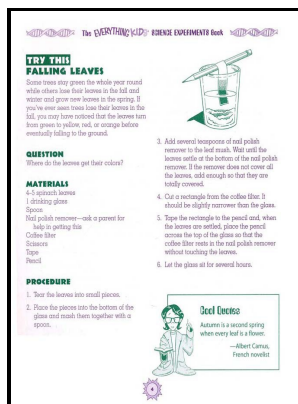 The EVERYTHING KIDS' SCIENCE EXPERIMENTS Book
TRY THIS
FALLING LEAVES
Some trees stay green the whole year round
while others lose their leaves in the fall and
winter and grow new leaves in the spring. If
you've ever seen trees lose their leaves in the
fall, you may have noticed that the leaves turn
from green to yellow, red, or orange before
eventually falling to the ground.
QUESTION
Where do the leaves get their colors?
MATERIALS
4-5 spinach leaves
1 drinking glass
Spoon
Nail polish remover—ask a parent for
help in getting this
Coffee filter
Scissors
Tape
Pencil
PROCEDURE
1. Tear the leaves into small pieces.
2. Place the pieces into the bottom of the
glass and mash them together with a
spoon.
3. Add several teaspoons of nail polish
remover to the leaf mush. Wait until the
leaves settle at the bottom of the nail polish
remover. If the remover does not cover all
the leaves, add enough so that they are
totally covered.
4. Cut a rectangle from the coffee filter. It
should be slightly narrower than the glass.
5. Tape the rectangle to the pencil and, when
the leaves are settled, place the pencil
across the top of the glass so that the
coffee filter rests in the nail polish remover
without touching the leaves.
6. Let the glass sit for several hours.
Cool Quotes
Autumn is a second spring
when every leaf is a flower.
—Albert Camus,
French novelist
4